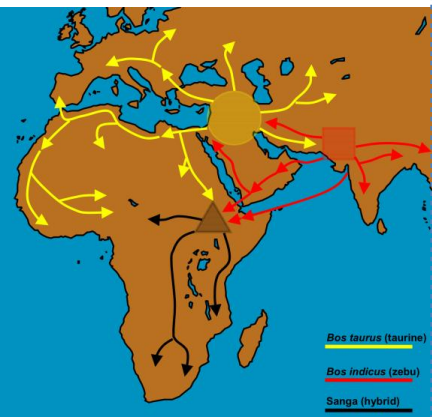 Bos taurus (taurine)
Bos indicus (zebu)
Sanga (hybrid)